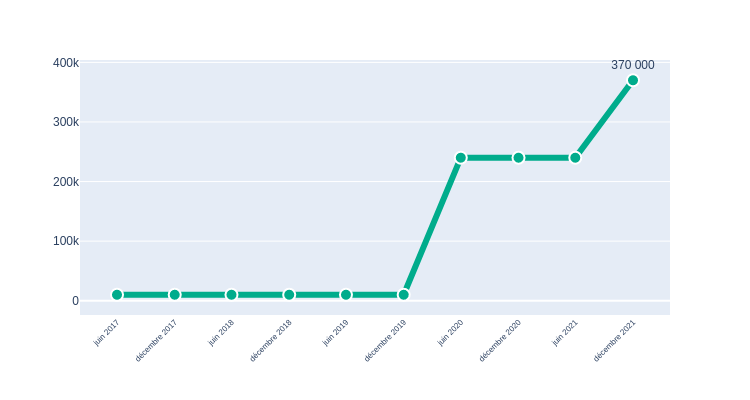 400k
370 000
300k
200k
100k
0
juin 2017
décembre 2017
juin 2018
décembre 2018
juin 2019
décembre 2019
juin 2020
décembre 2020
juin 2021
décembre 2021